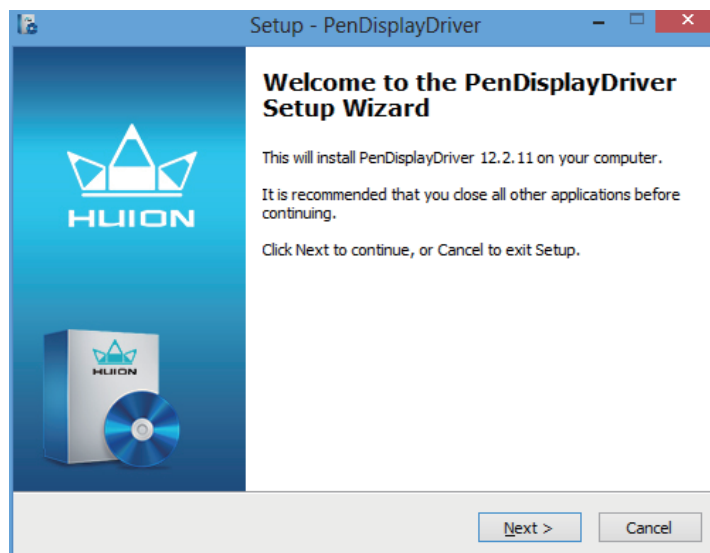 Setup - PenDisplayDriver
Welcome to the PenDisplayDriver
Setup Wizard
This will install PenDisplayDriver 12.2.11 on your computer.
It is recommended that you close all other applications before
continuing.
Click Next to continue, or Cancel to exit Setup.
HUION
HUION
Next >
Cancel